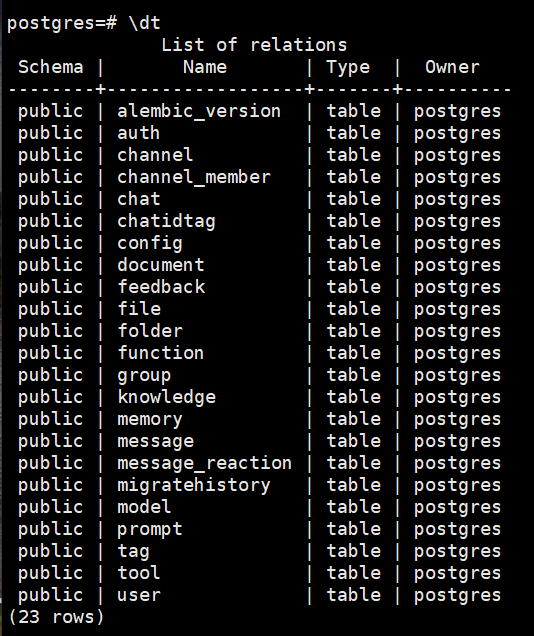 postgres=# \dt
              List of relations
 Schema |       Name       | Type  |  Owner
--------+------------------+-------+----------
 public | alembic_version  | table | postgres
 public | auth             | table | postgres
 public | channel          | table | postgres
 public | channel_member   | table | postgres
 public | chat             | table | postgres
 public | chatidtag        | table | postgres
 public | config           | table | postgres
 public | document         | table | postgres
 public | feedback         | table | postgres
 public | file             | table | postgres
 public | folder           | table | postgres
 public | function         | table | postgres
 public | group            | table | postgres
 public | knowledge        | table | postgres
 public | memory           | table | postgres
 public | message          | table | postgres
 public | message_reaction | table | postgres
 public | migratehistory   | table | postgres
 public | model            | table | postgres
 public | prompt           | table | postgres
 public | tag              | table | postgres
 public | tool             | table | postgres
 public | user             | table | postgres
(23 rows)